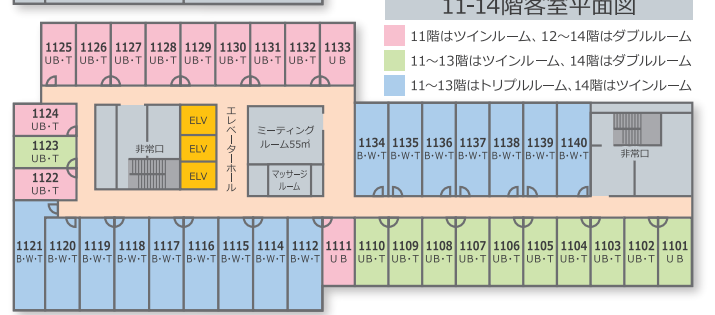 11-14階客室平面図
11階はツインルーム、12～14階はダブルルーム
11～13階はツインルーム、14階はダブルルーム
11～13階はトリプルルーム、14階はツインルーム
1125 1126 1127 1128 1129 1130 1131 1132 1133
UB・T UB・T UB・T UB・T UB・T UB・T UB・T UB・T U B
1124
UB・T
1123
UB・T
1122
UB・T
非常口
ELV
ELV
ELV
エレベーターホール
ミーティング
ルーム55㎡
マッサージ
ルーム
1134 1135 1136 1137 1138 1139 1140
B・W・T B・W・T B・W・T B・W・T B・W・T B・W・T B・W・T
非常口
1121 1120 1119 1118 1117 1116 1115 1114 1112 1111 1110 1109 1108 1107 1106 1105 1104 1103 1102 1101
B・W・T B・W・T B・W・T B・W・T B・W・T B・W・T B・W・T B・W・T B・W・T U B UB・T UB・T UB・T UB・T UB・T UB・T UB・T UB・T UB・T U B